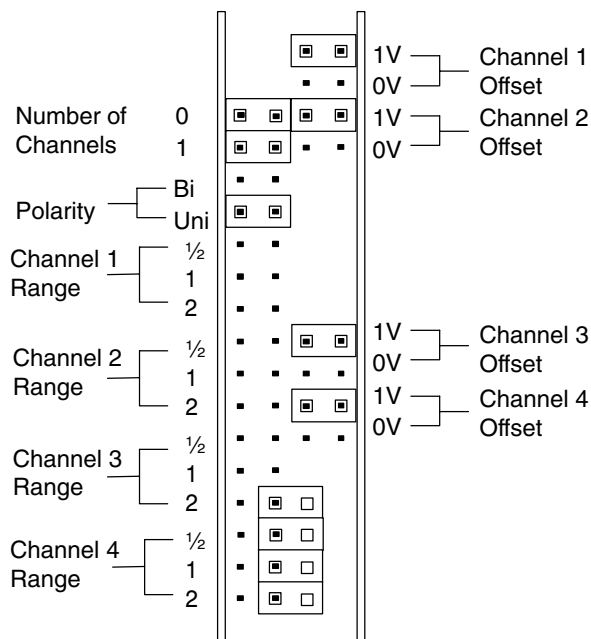 1V
Channel 1
0V
Offset
Number of
Channels
0
1
1V
Channel 2
0V
Offset
Polarity
Bi
Uni
Channel 1
Range
½
1
2
Channel 2
Range
½
1
2
1V
Channel 3
0V
Offset
1V
Channel 4
0V
Offset
Channel 3
Range
½
1
2
Channel 4
Range
½
1
2